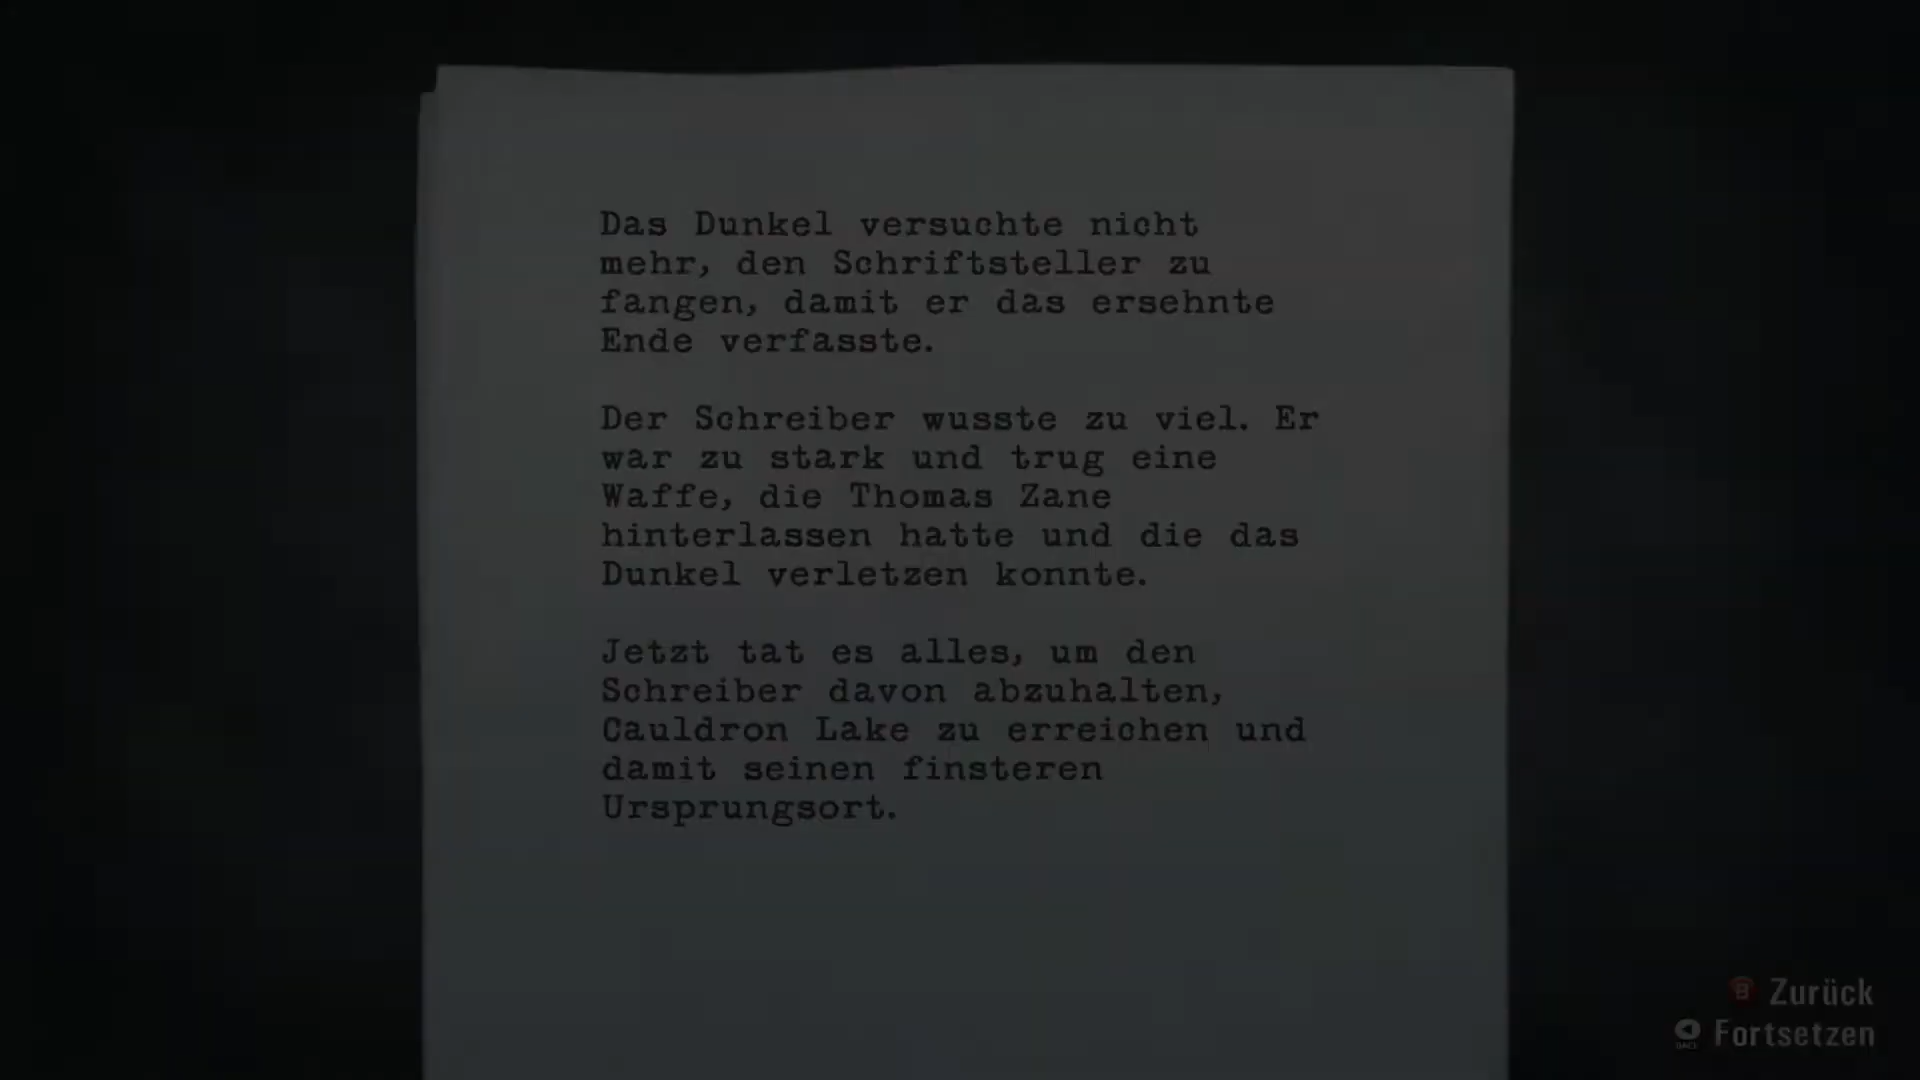 Das Dunkel versuchte nicht
mehr, den Schriftsteller zu
fangen, damit er das ersehnte
Ende verfasste.
Der Schreiber wusste zu viel. Er
war zu stark und trug eine
Waffe, die Thomas Zane
hinterlassen hatte und die das
Dunkel verletzen konnte.
Jetzt tat es alles, um den
Schreiber davon abzuhalten,
Cauldron Lake zu erreichen und
damit seinen finsteren
Ursprungsort.
B Zurück
BACK Fortsetzen